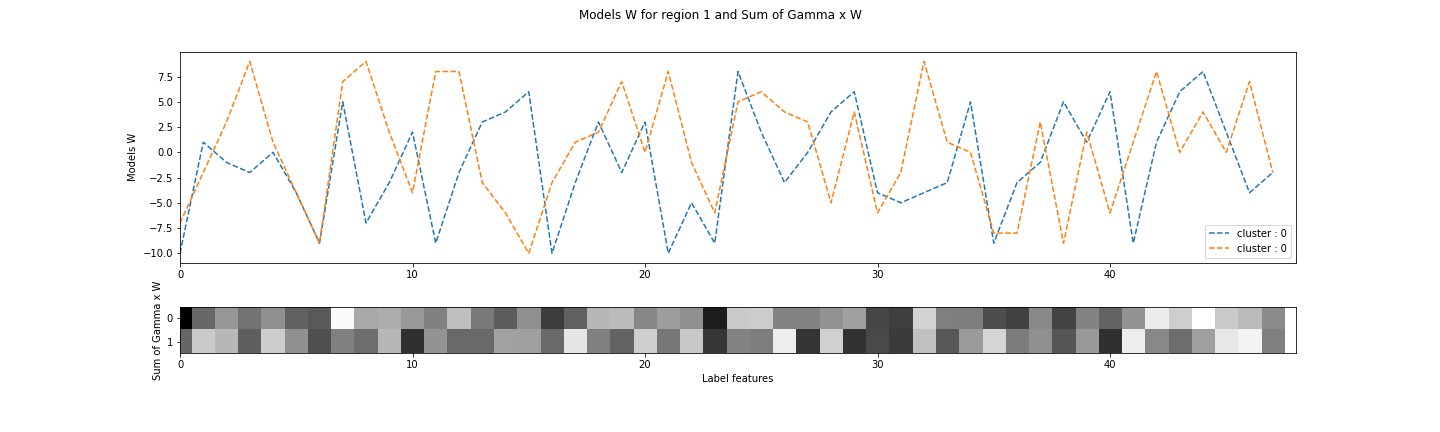 Models W for region 1 and Sum of Gamma x W
Models W
7.5
5.0
2.5
0.0
−2.5
−5.0
−7.5
−10.0
cluster : 0
cluster : 0
0 10 20 30 40
Sum of Gamma x W
0
1
0 10 20 30 40
Label features